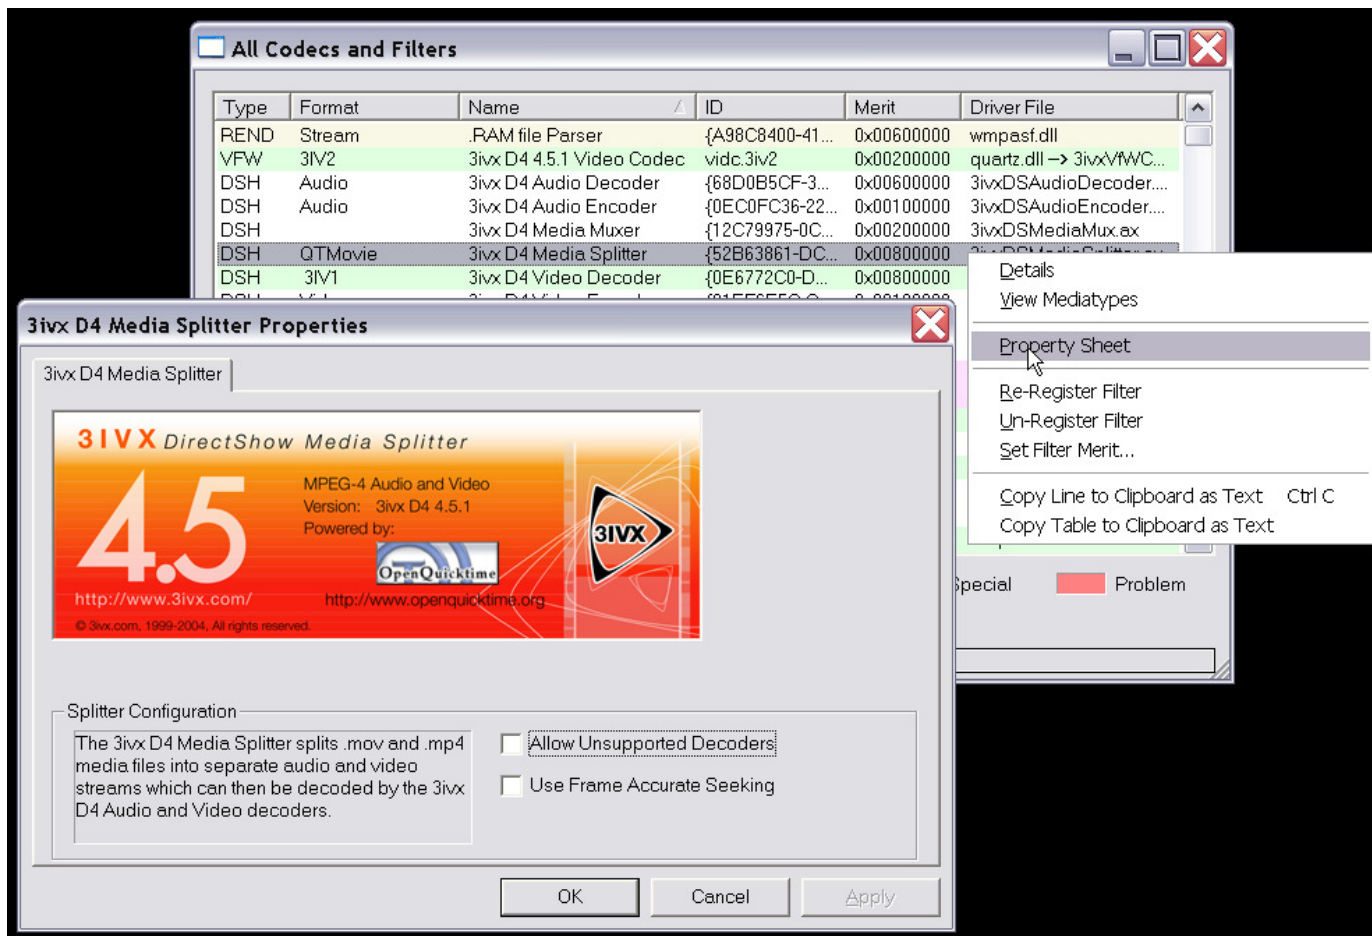 All Codecs and Filters
Type Format Name ID Merit Driver File
REND Stream .RAM file Parser {A98C8400-41... 0x00600000 wmpasf.dll
VFW 3IV2 3ivx D4 4.5.1 Video Codec vidc.3iv2 0x00200000 quartz.dll --> 3ivxVfWC...
DSH Audio 3ivx D4 Audio Decoder {68D0B5CF-3... 0x00600000 3ivxDSAudioDecoder....
DSH Audio 3ivx D4 Audio Encoder {0EC0FC36-22... 0x00100000 3ivxDSAudioEncoder....
DSH 3ivx D4 Media Muxer {12C79975-0C... 0x00200000 3ivxDSMediaMux.ax
DSH QTMovie 3ivx D4 Media Splitter {52B63861-DC... 0x00800000
DSH 3IV1 3ivx D4 Video Decoder {0E6772C0-D... 0x00800000
Details
View Mediatypes
Property Sheet
Re-Register Filter
Un-Register Filter
Set Filter Merit...
Copy Line to Clipboard as Text Ctrl C
Copy Table to Clipboard as Text
Problem
3ivx D4 Media Splitter Properties
3ivx D4 Media Splitter
3IVX DirectShow Media Splitter
4.5
MPEG-4 Audio and Video
Version: 3ivx D4 4.5.1
Powered by:
OpenQuicktime
3IVX
http://www.3ivx.com/ http://www.openquicktime.org
© 3ivx.com, 1999-2004, All rights reserved.
Splitter Configuration
The 3ivx D4 Media Splitter splits .mov and .mp4
media files into separate audio and video
streams which can then be decoded by the 3ivx
D4 Audio and Video decoders.
Allow Unsupported Decoders
Use Frame Accurate Seeking
OK Cancel Apply